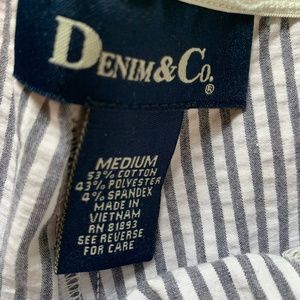 DENIM & CO.®
MEDIUM
53% COTTON
43% POLYESTER
4% SPANDEX
MADE IN
VIETNAM
RN 81893
SEE REVERSE
FOR CARE